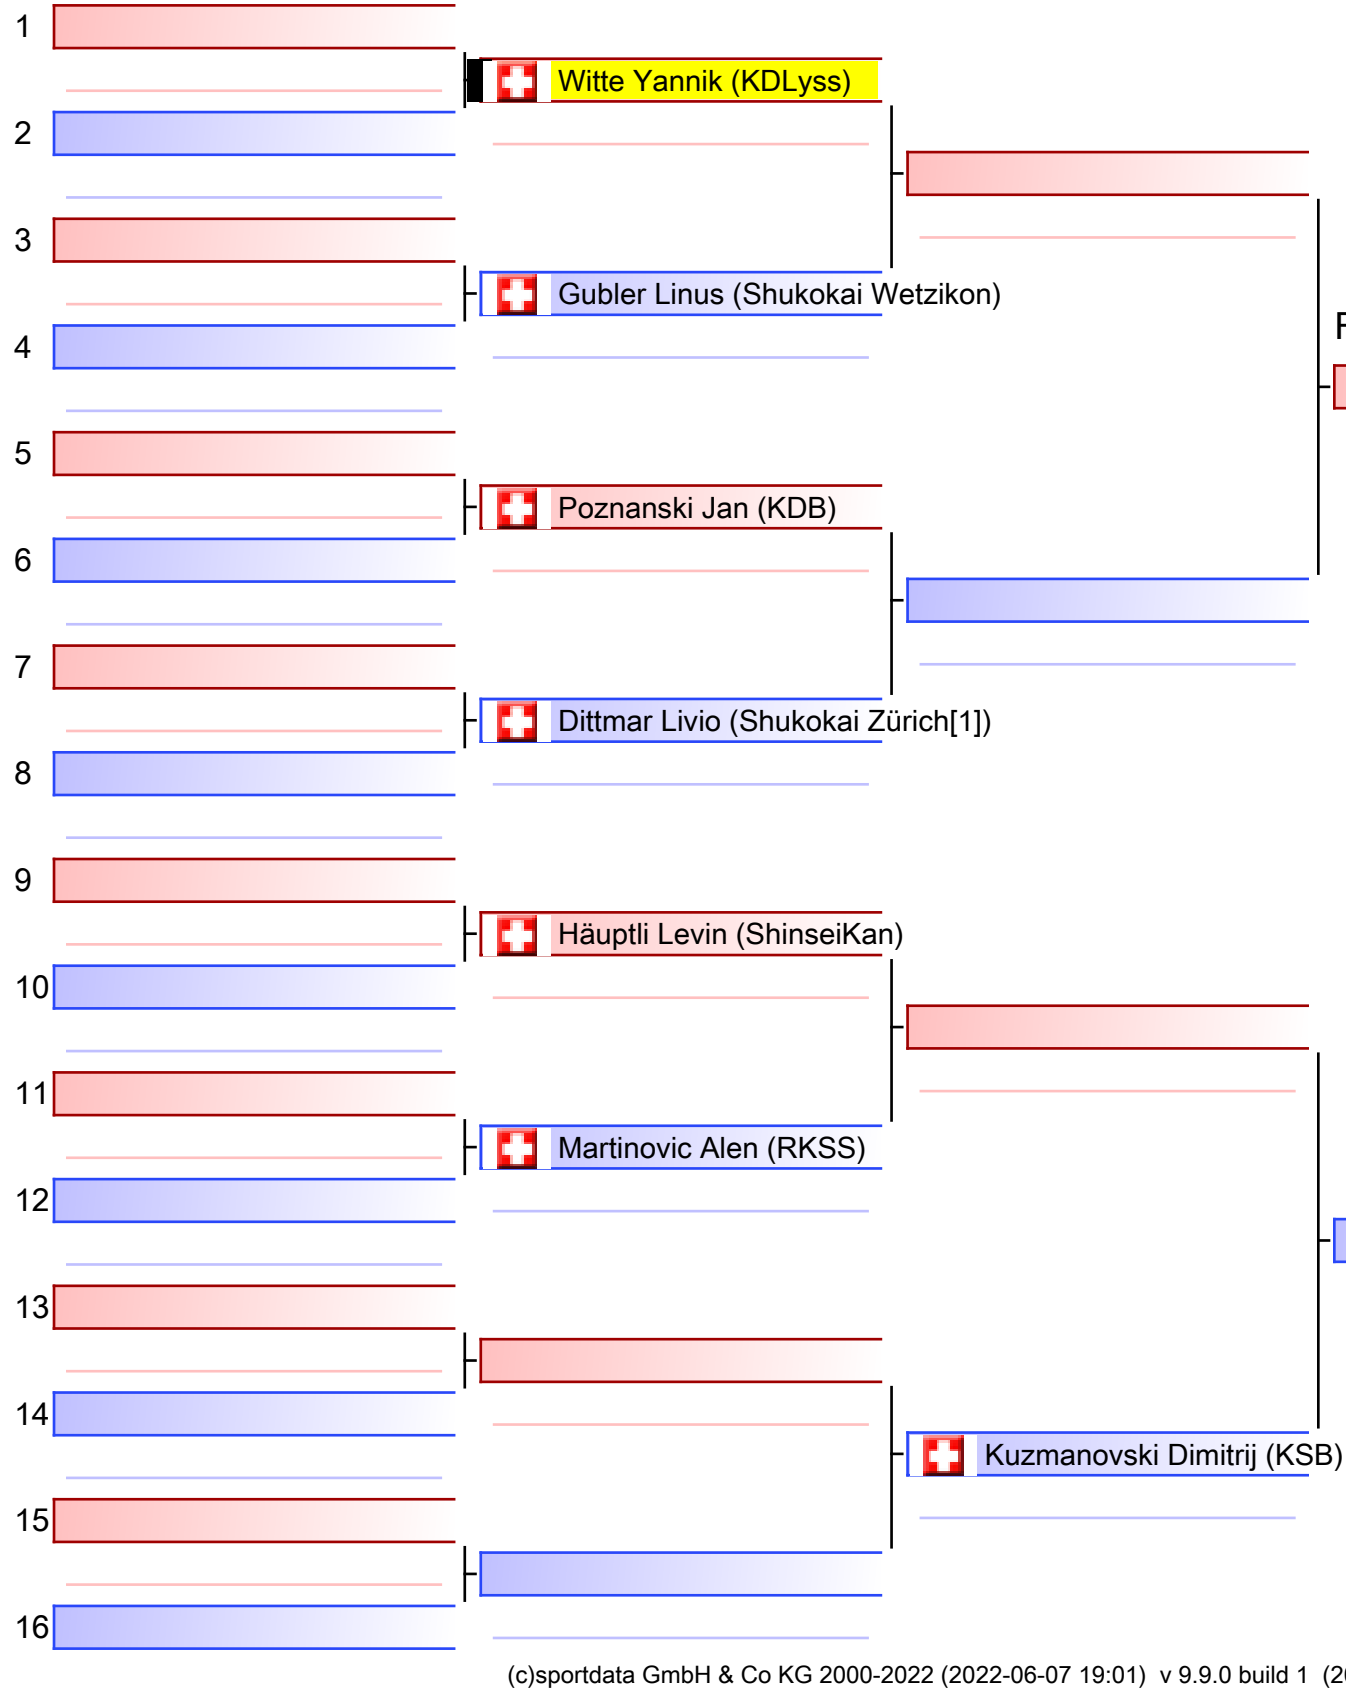 1
Witte Yannik (KDLyss)
2
3
Gubler Linus (Shukokai Wetzikon)
4
5
Poznanski Jan (KDB)
6
7
Dittmar Livio (Shukokai Zürich[1])
8
9
Häuptli Levin (ShinseiKan)
10
11
Martinovic Alen (RKSS)
12
13
14
Kuzmanovski Dimitrij (KSB)
15
16
(c)sportdata GmbH & Co KG 2000-2022 (2022-06-07 19:01) v 9.9.0 build 1